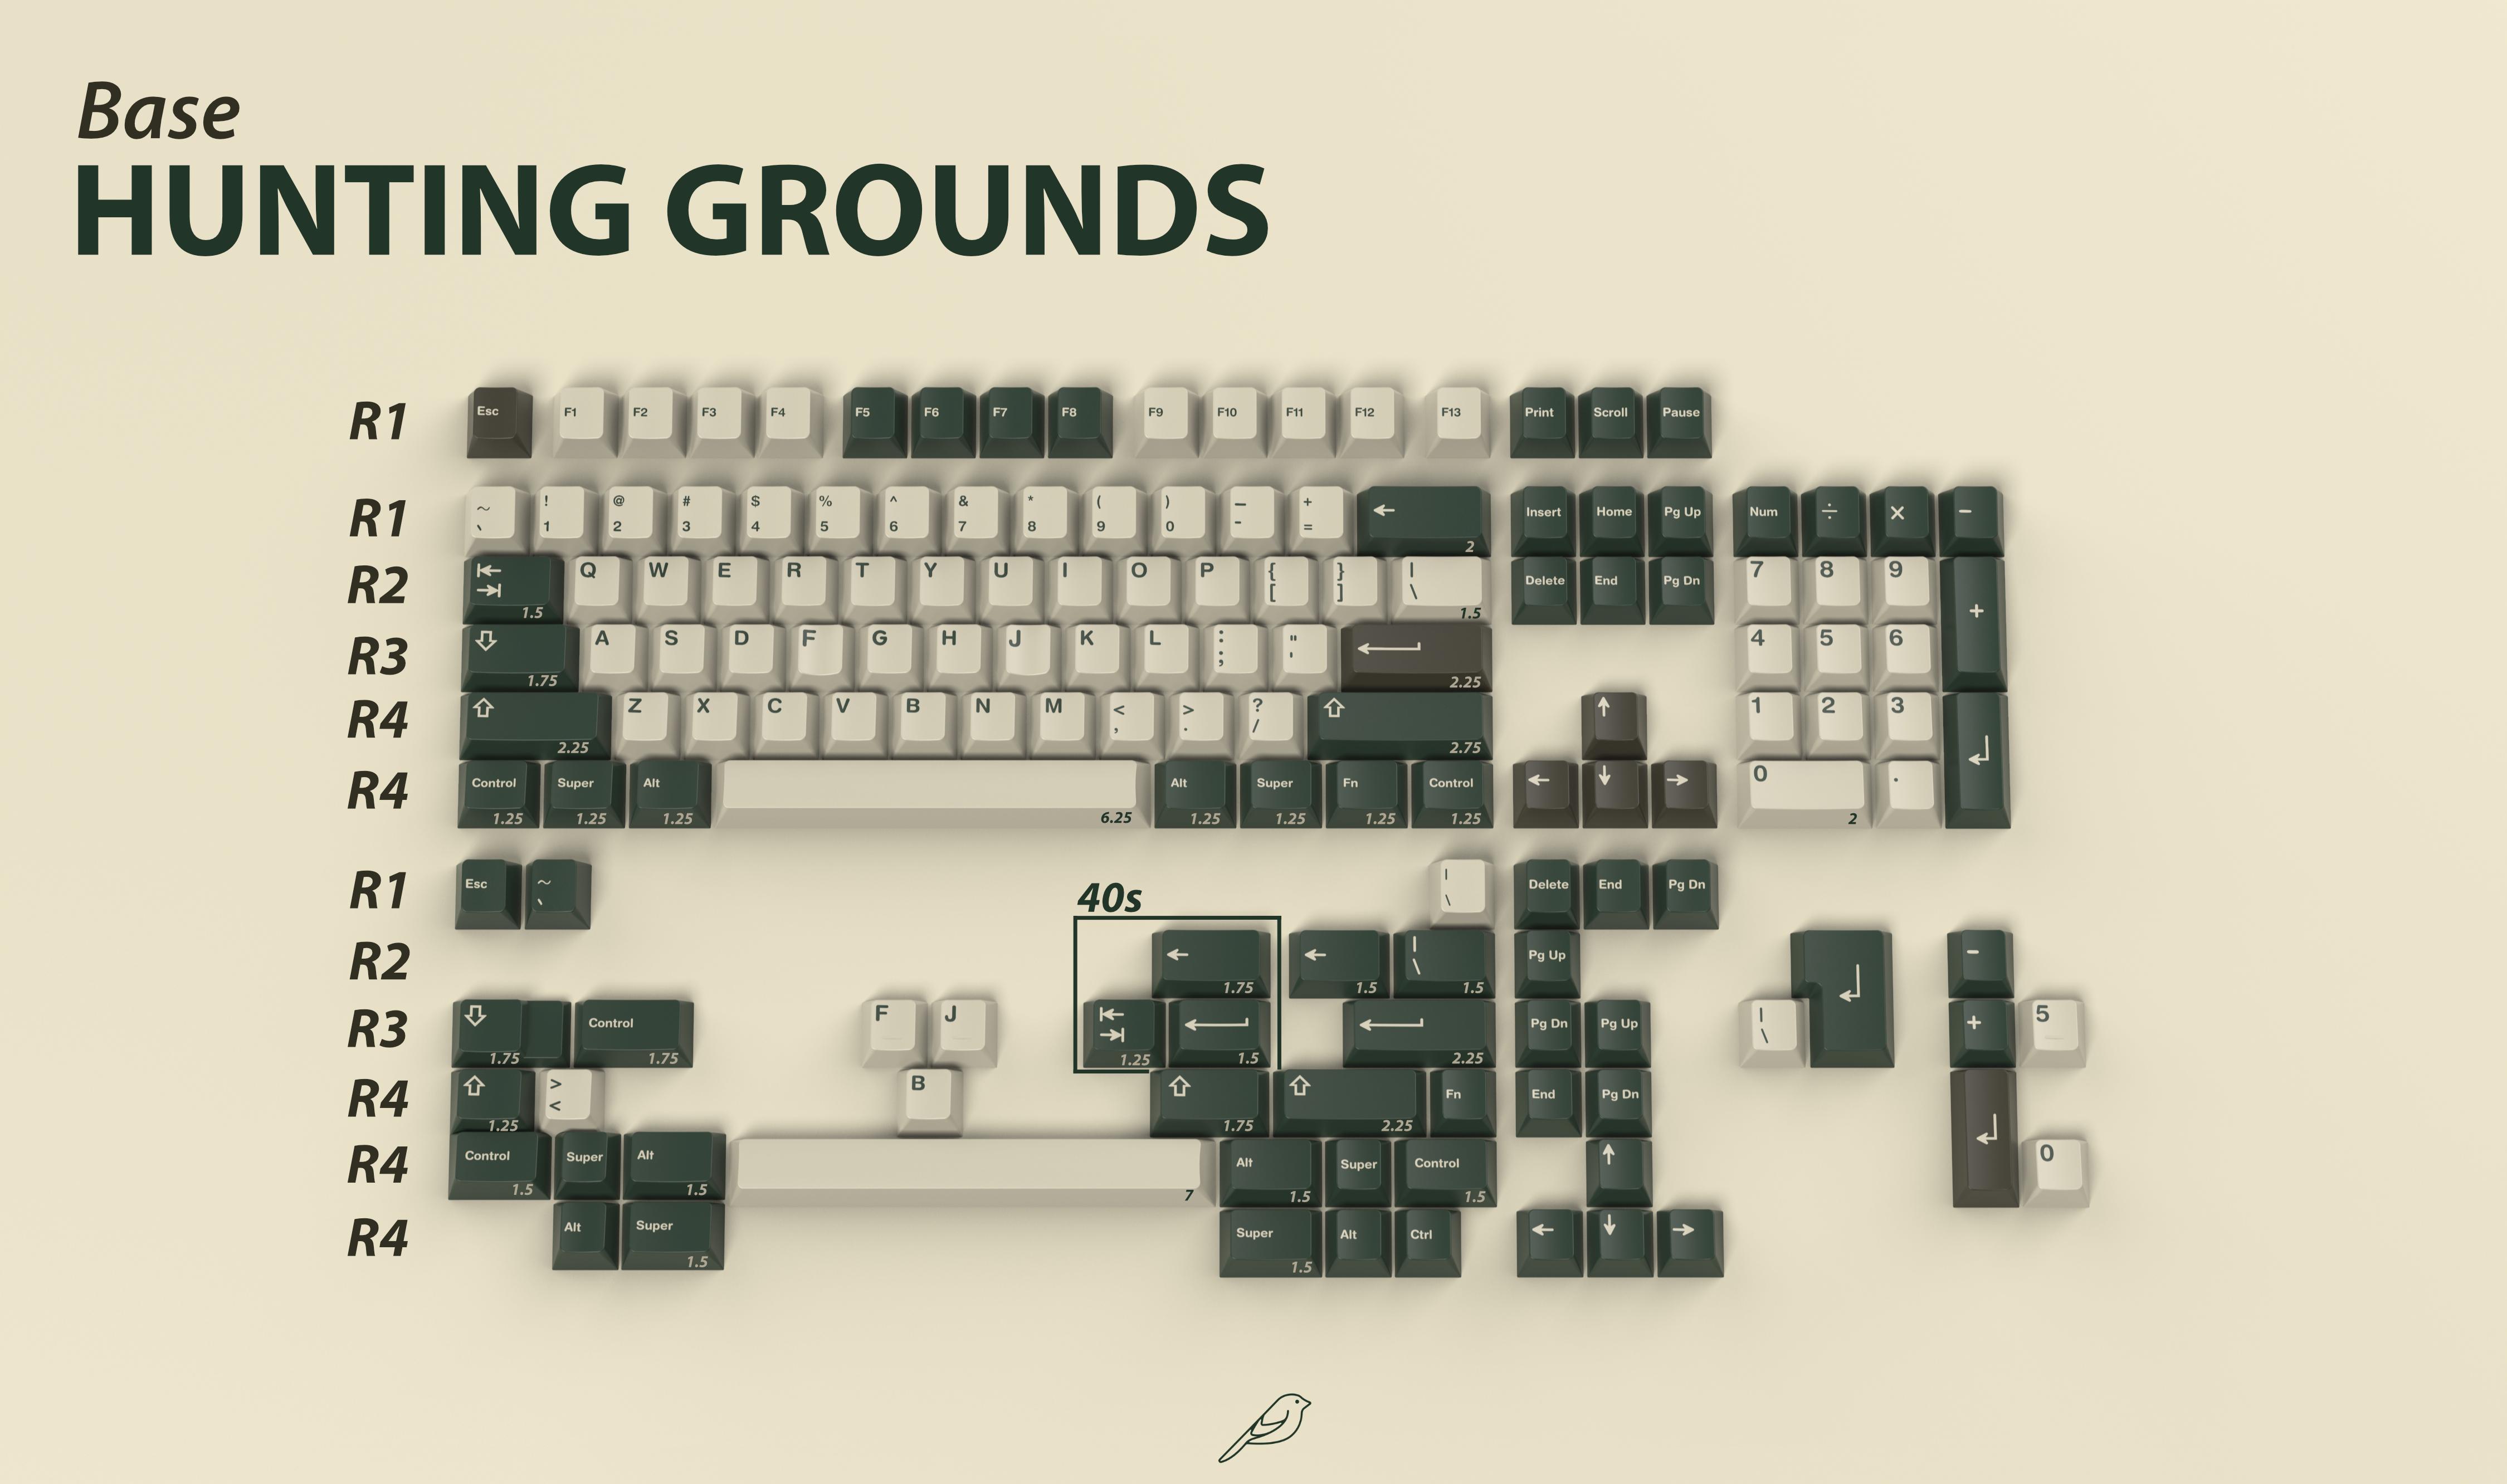 Base
HUNTING GROUNDS
R1 Esc F1 F2 F3 F4 F5 F6 F7 F8 F9 F10 F11 F12 F13 Print Scroll Pause
R1 ~ ` ! 1 @ 2 # 3 $ 4 % 5 ^ 6 & 7 * 8 ( 9 ) 0 _ - + = ← 2 Insert Home Pg Up Num ÷ × -
R2 1.5 Q W E R T Y U I O P { [ } ] | \ 1.5 Delete End Pg Dn 7 8 9 +
R3 1.75 A S D F G H J K L : ; " ' 2.25 4 5 6
R4 2.25 Z X C V B N M < , > . ? / 2.75 ↑ 1 2 3
R4 Control 1.25 Super 1.25 Alt 1.25 6.25 Alt 1.25 Super 1.25 Fn 1.25 Control 1.25 ← ↓ → 0 2 .
R1 Esc ~ ` | \ Delete End Pg Dn
40s
R2 ← 1.75 ← 1.5 | \ 1.5 Pg Up -
R3 1.75 Control 1.75 F J 1.25 1.5 2.25 Pg Dn Pg Up | \ + 5
R4 1.25 > < B 1.75 2.25 Fn End Pg Dn
R4 Control 1.5 Super Alt 1.5 7 Alt 1.5 Super Control 1.5 ↑ 0
R4 Alt Super 1.5 Super 1.5 Alt Ctrl ← ↓ →